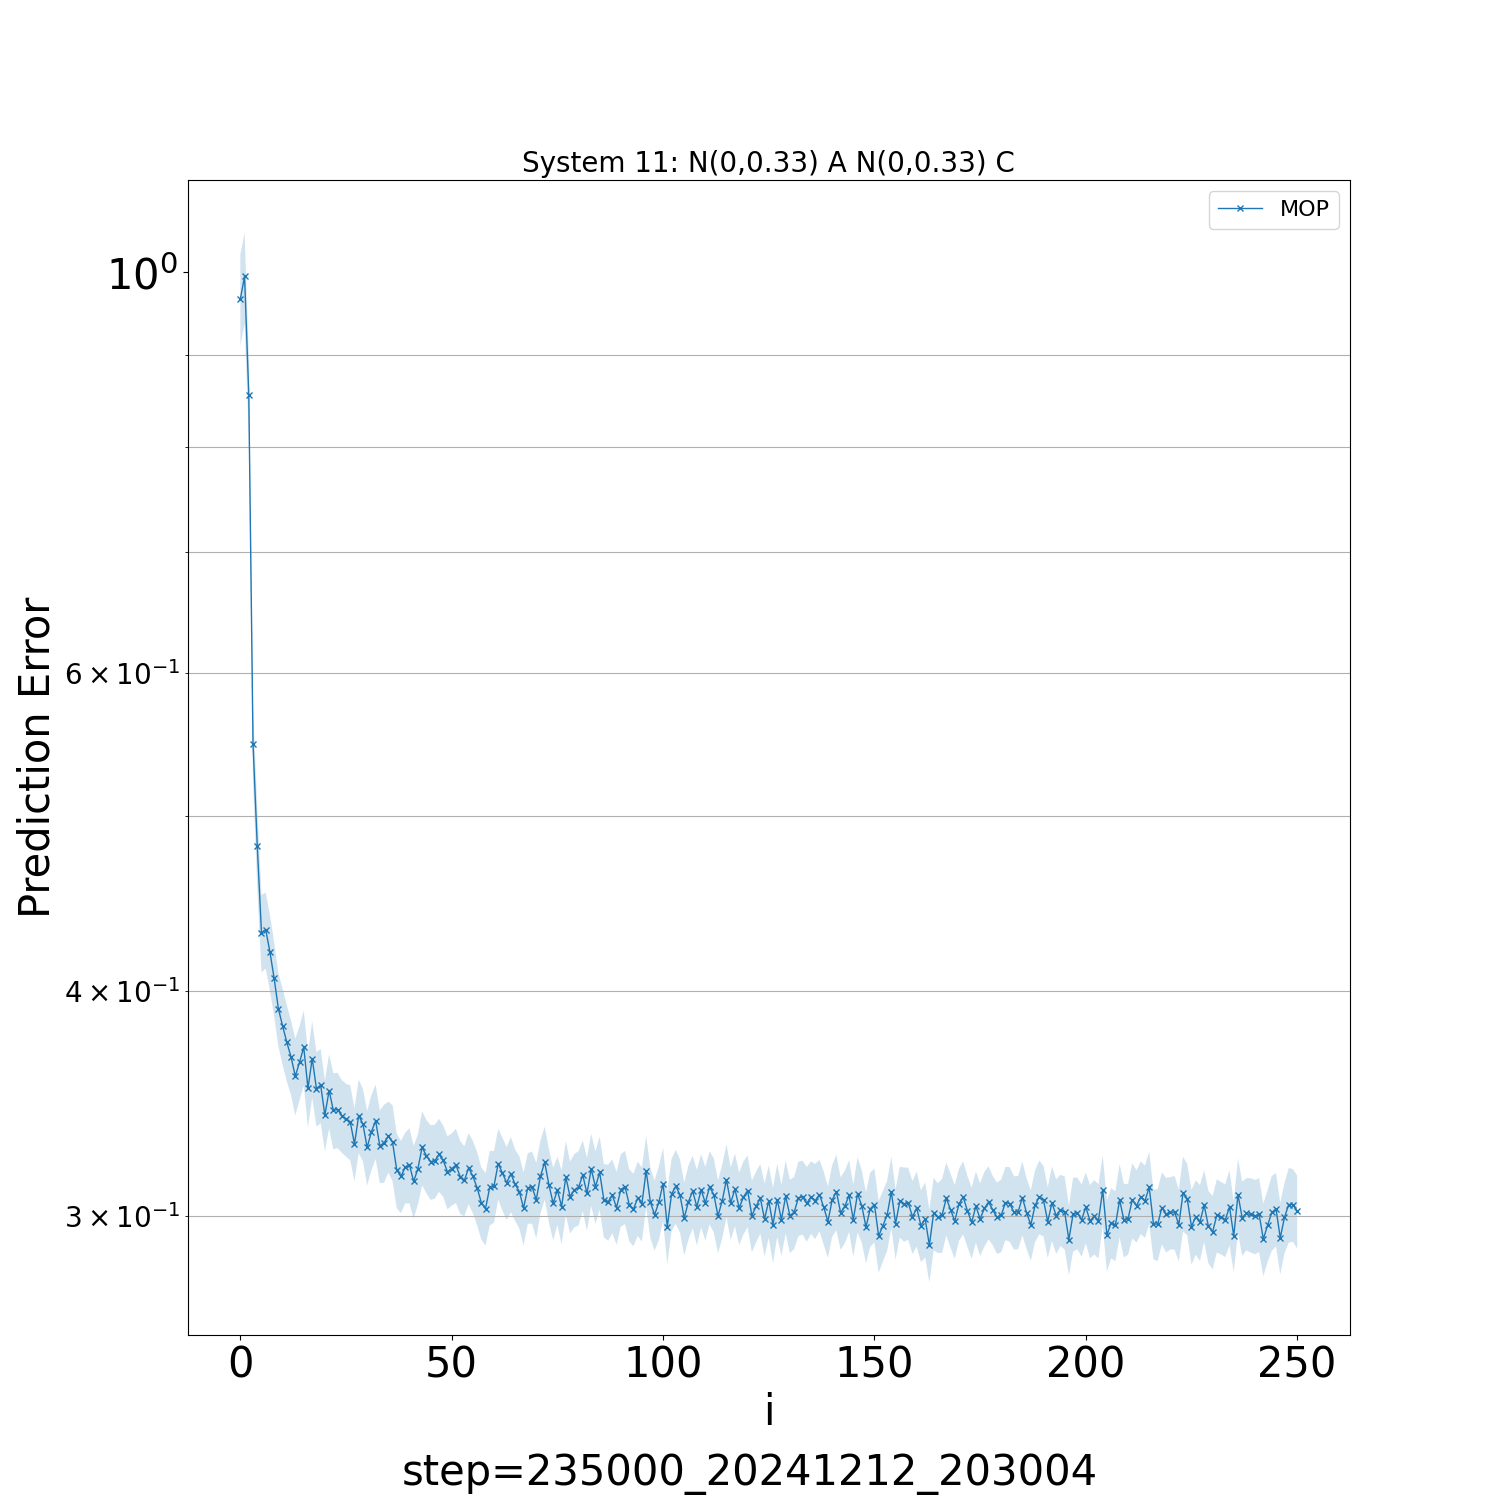 System 11: N(0,0.33) A N(0,0.33) C
MOP
Prediction Error
10⁰
6 × 10⁻¹
4 × 10⁻¹
3 × 10⁻¹
0 50 100 150 200 250
i
step=235000_20241212_203004